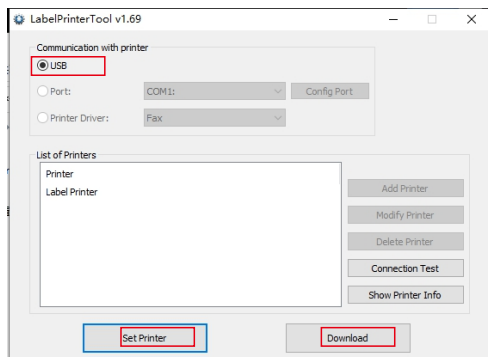 LabelPrinterTool v1.69
Communication with printer
USB
Port: COM1: Config Port
Printer Driver: Fax
List of Printers
Printer
Label Printer
Add Printer
Modify Printer
Delete Printer
Connection Test
Show Printer Info
Set Printer Download